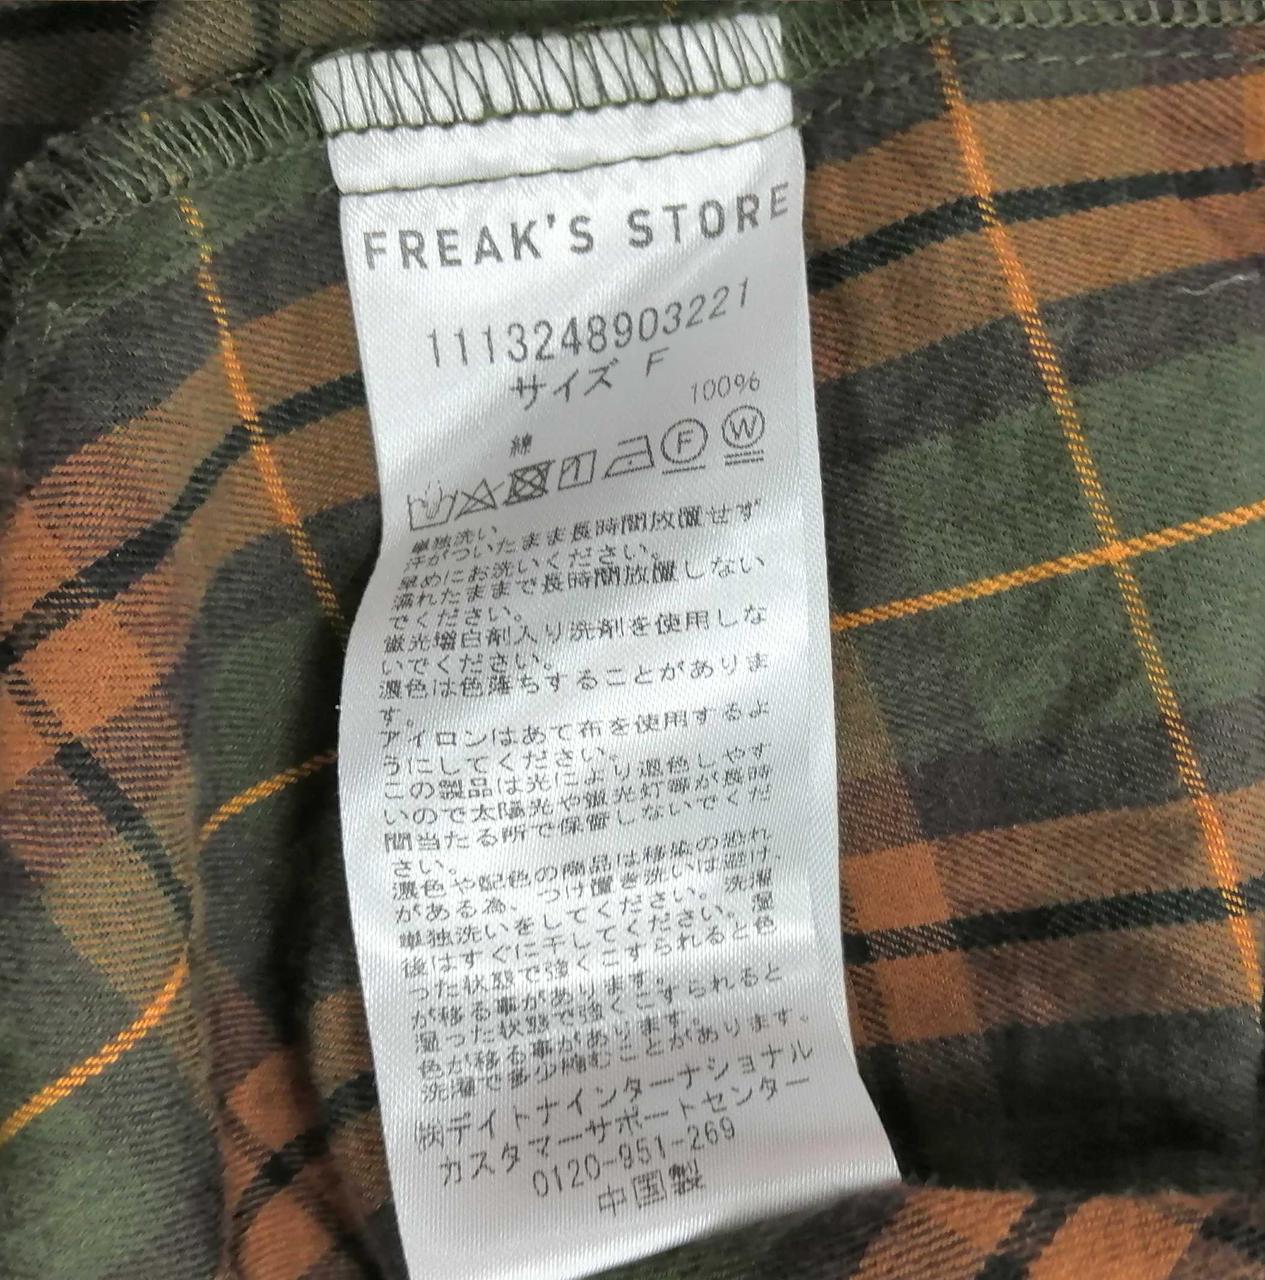 FREAK'S STORE
1113248903221
サイズ F
綿 100%
単独洗い
汗がついたまま長時間放置せず
早めにお洗いください。
濡れたままで長時間放置しない
でください。
蛍光増白剤入り洗剤を使用しな
いでください。
濃色は色落ちすることがありま
す。
アイロンはあて布を使用するよ
うにしてください。
この製品は光により退色しやす
いので太陽光や蛍光灯等が長時
間当たる所で保管しないでくだ
さい。
濃色や配色の商品は移染の恐れ
がある為、つけ置き洗いは避け、
単独洗いをしてください。洗濯
後はすぐに干してください。湿
った状態で強くこすられると色
が移る事があります。
湿った状態で強くこすられると
色が移る事があります。
洗濯で多少縮むことがあります。
㈱デイトナインターナショナル
カスタマーサポートセンター
0120-951-269
中国製